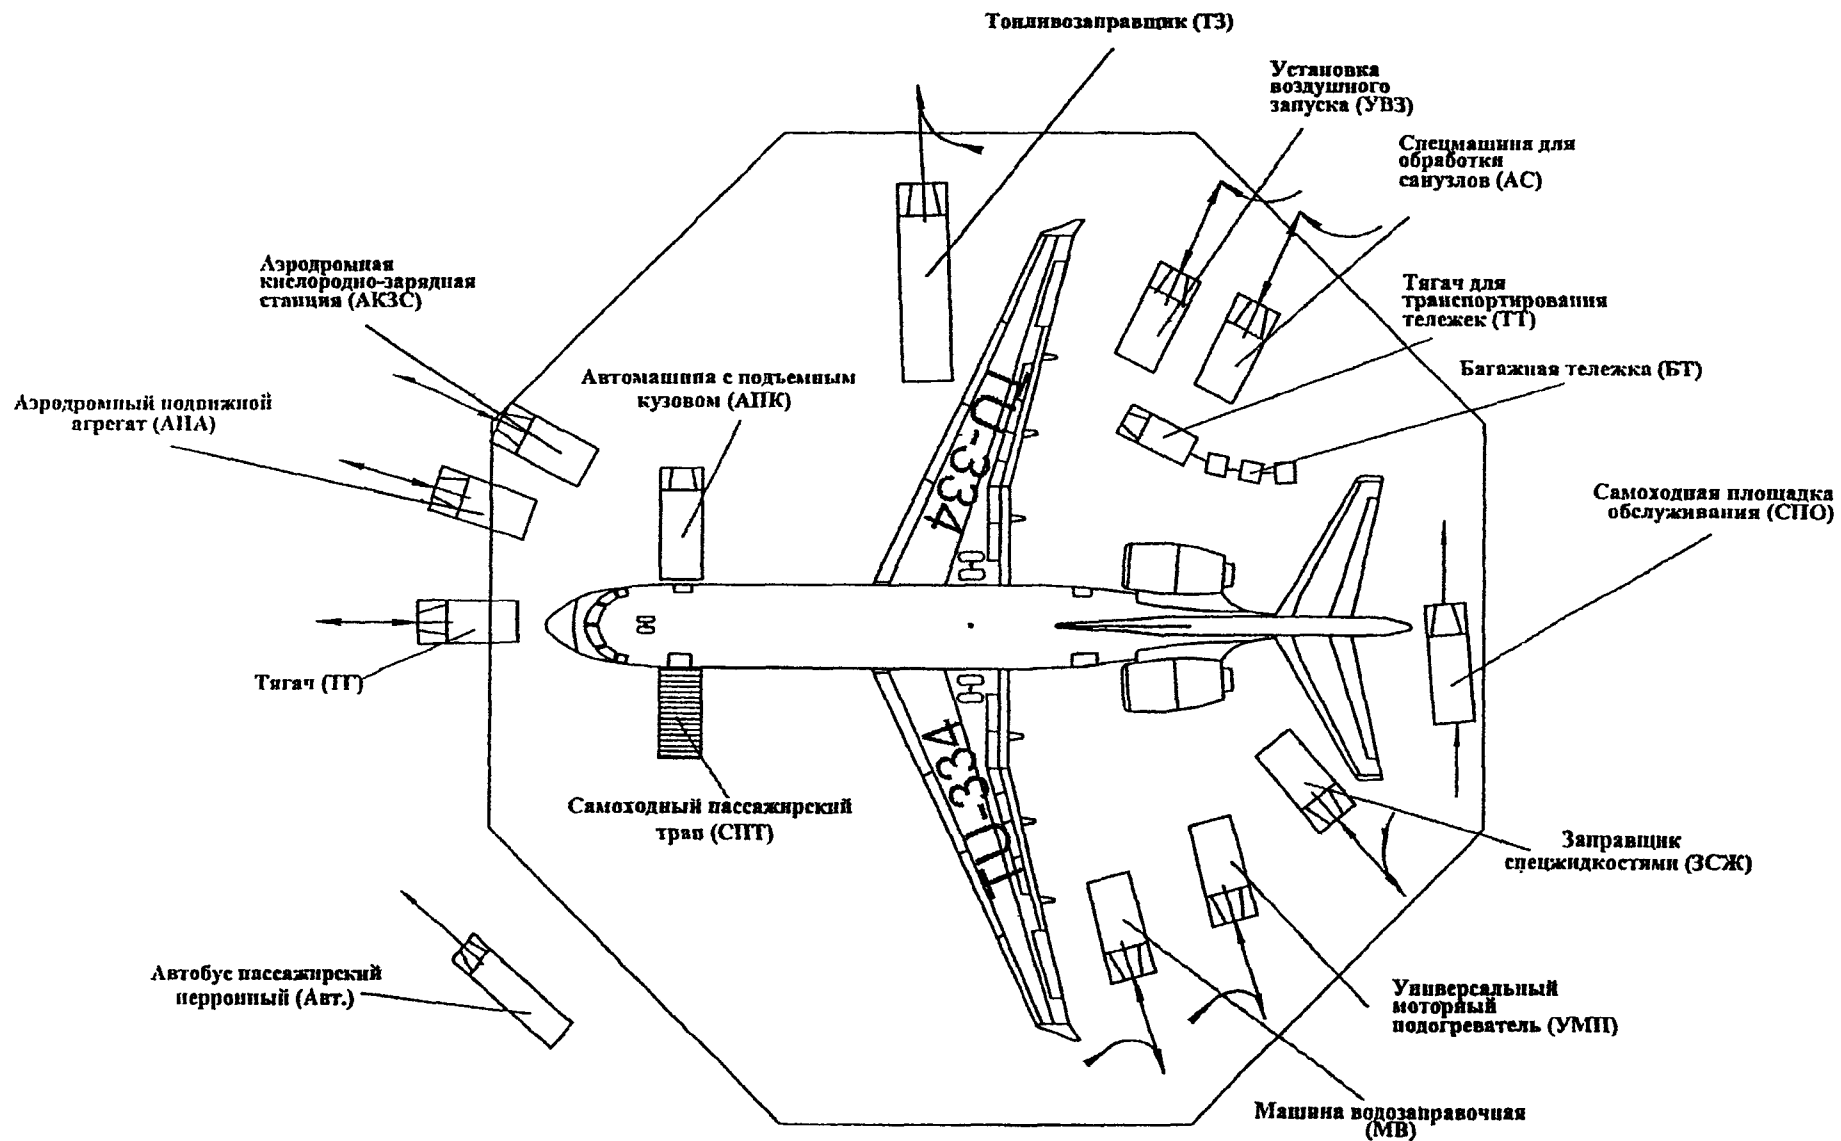 Топливозаправщик (ТЗ)
Установка
воздушного
запуска (УВЗ)
Спецмашина для
обработки
санузлов (АС)
Аэродромная
кислородно-зарядная
станция (АКЗС)
Тягач для
транспортирования
тележек (ТТ)
Багажная тележка (БТ)
Автомашина с подъемным
кузовом (АПК)
Аэродромный подвижной
агрегат (АПА)
Самоходная площадка
обслуживания (СПО)
TU-334
Тягач (ТГ)
TU-334
Самоходный пассажирский
трап (СПТ)
Заправщик
спецжидкостями (ЗСЖ)
Автобус пассажирский
перронный (Авт.)
Универсальный
моторный
подогреватель (УМП)
Машина водозаправочная
(МВ)